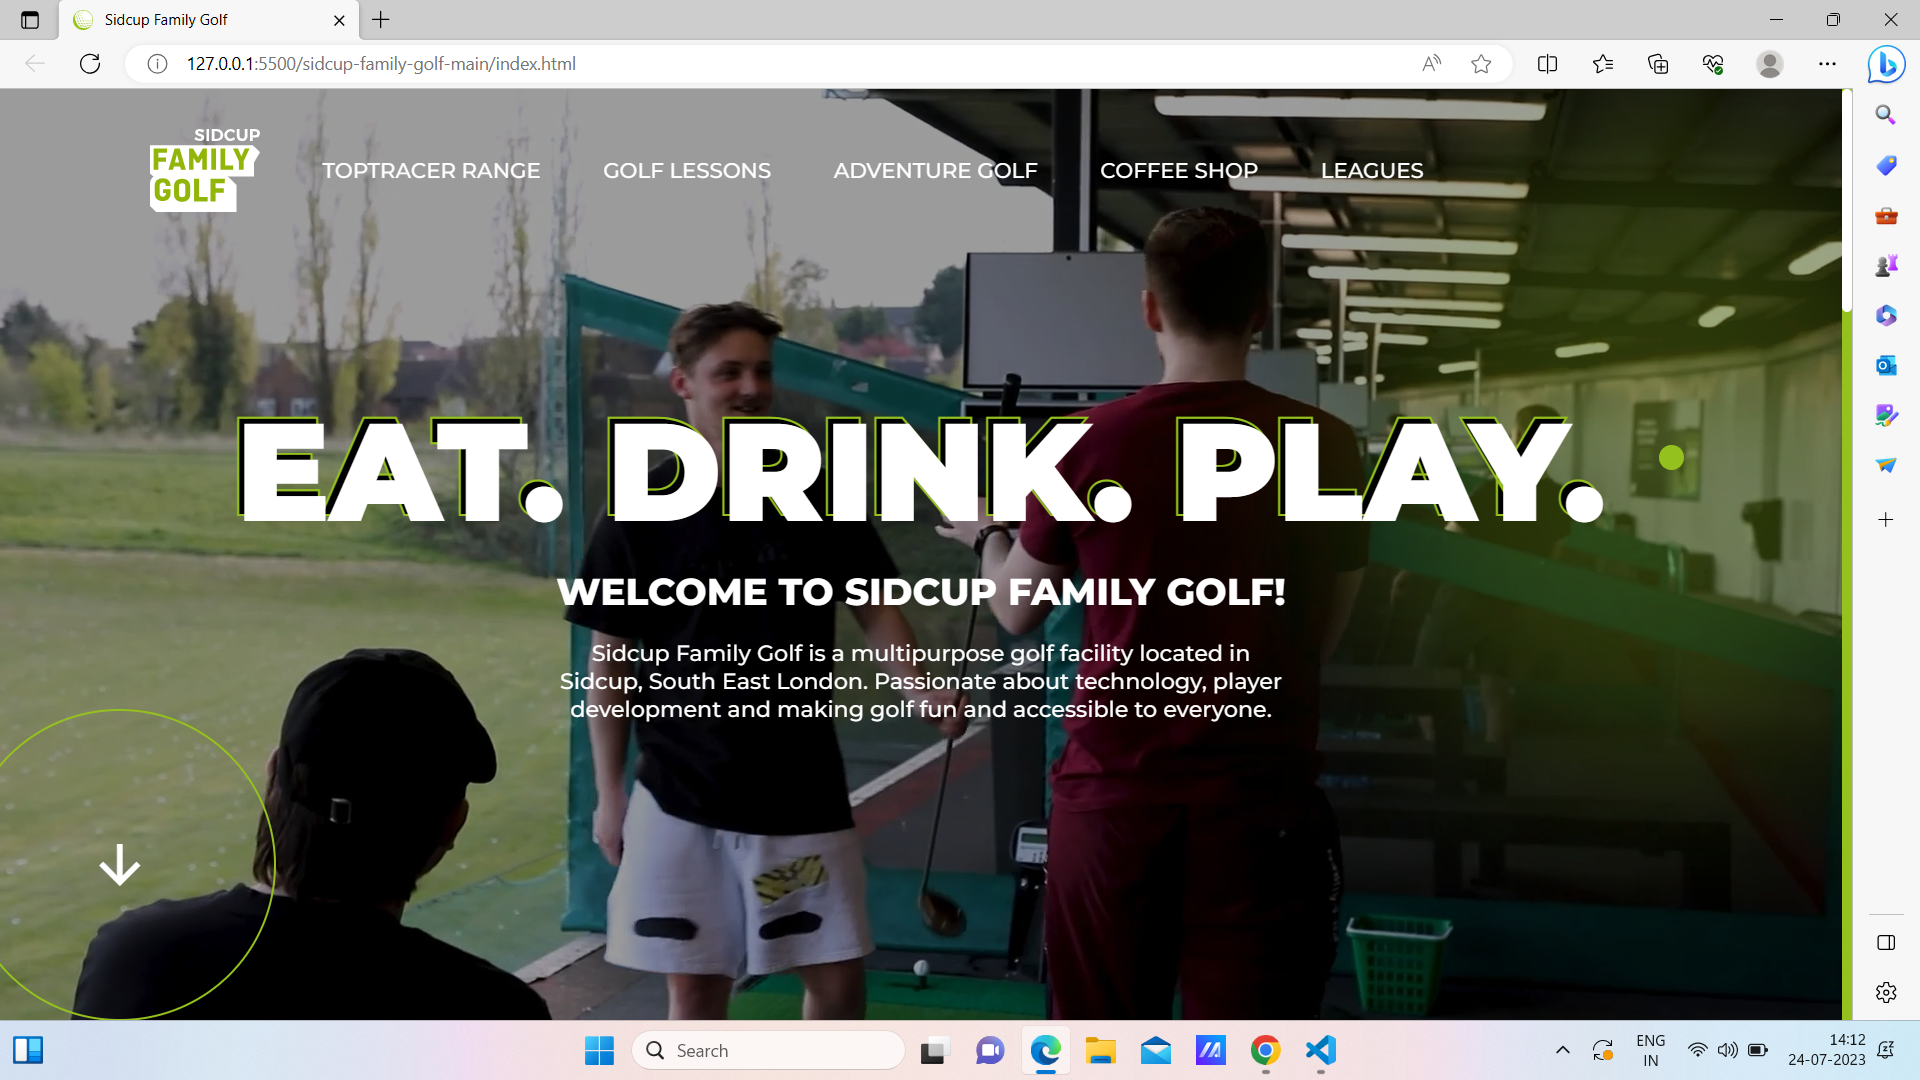 Sidcup Family Golf
127.0.0.1:5500/sidcup-family-golf-main/index.html
SIDCUP
FAMILY
GOLF
TOPTRACER RANGE
GOLF LESSONS
ADVENTURE GOLF
COFFEE SHOP
LEAGUES
EAT. DRINK. PLAY.
WELCOME TO SIDCUP FAMILY GOLF!
Sidcup Family Golf is a multipurpose golf facility located in
Sidcup, South East London. Passionate about technology, player
development and making golf fun and accessible to everyone.
Search
ENG
IN
14:12
24-07-2023